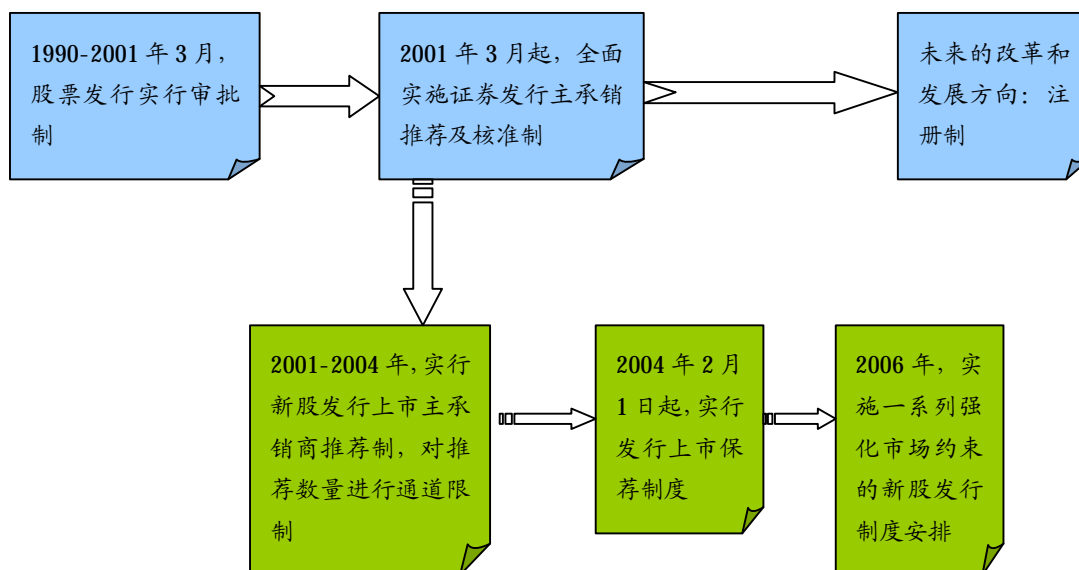 1990-2001 年 3 月，
股票发行实行审批
制
2001 年 3 月起，全面
实施证券发行主承销
推荐及核准制
未来的改革和
发展方向：注
册制
2001-2004 年，实行
新股发行上市主承
销商推荐制，对推
荐数量进行通道限
制
2004 年 2 月
1 日起，实行
发行上市保
荐制度
2006 年，实
施一系列强
化市场约束
的新股发行
制度安排